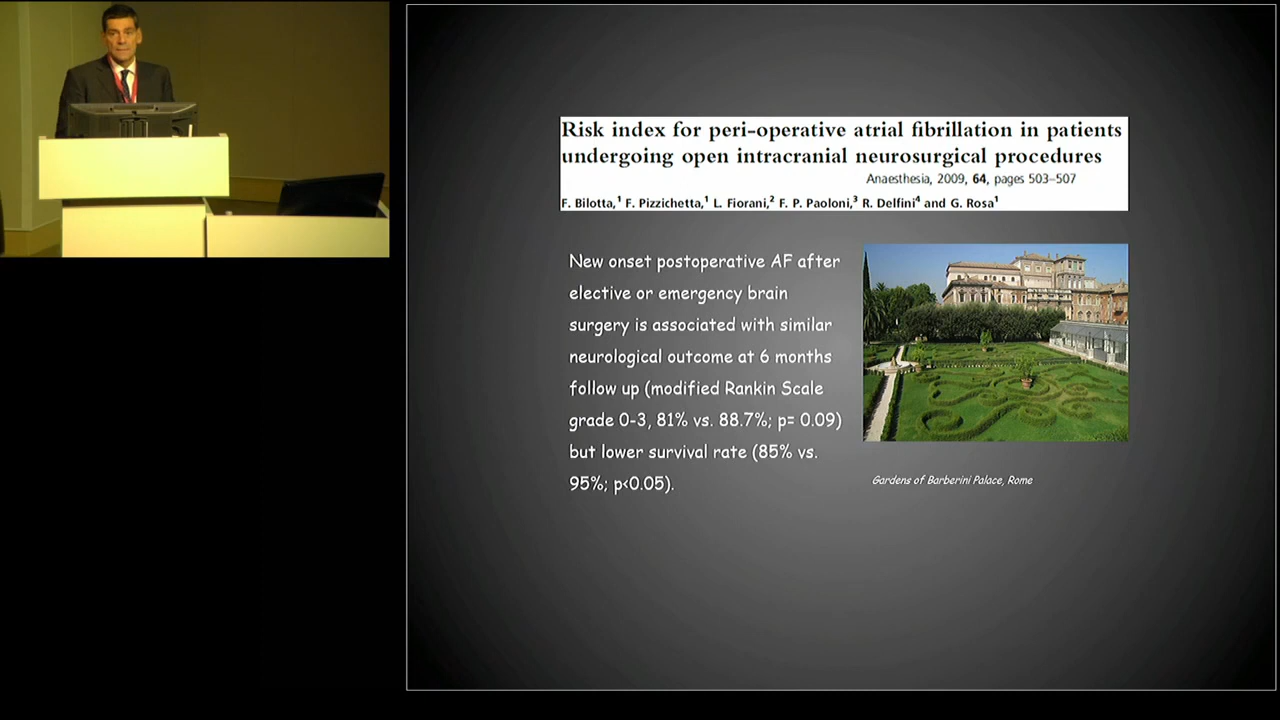 Risk index for peri-operative atrial fibrillation in patients
undergoing open intracranial neurosurgical procedures
Anaesthesia, 2009, 64, pages 503–507
F. Bilotta,¹ F. Pizzichetta,¹ L. Fiorani,² F. P. Paoloni,³ R. Delfini⁴ and G. Rosa¹
New onset postoperative AF after
elective or emergency brain
surgery is associated with similar
neurological outcome at 6 months
follow up (modified Rankin Scale
grade 0-3, 81% vs. 88.7%; p= 0.09)
but lower survival rate (85% vs.
95%; p<0.05).
Gardens of Barberini Palace, Rome